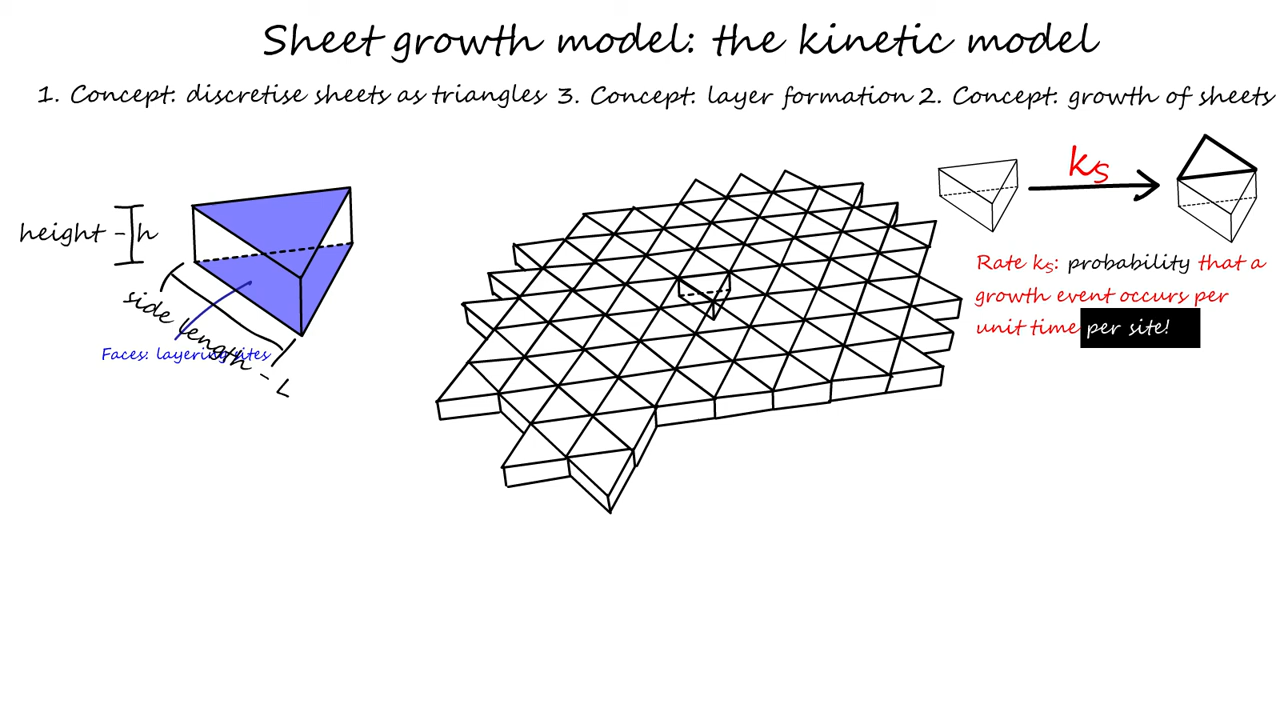 Sheet growth model: the kinetic model
1. Concept: discretise sheets as triangles
3. Concept: layer formation
2. Concept: growth of sheets
height - h
side length - L
Faces: layering sites
kS
Rate kS: probability that a
growth event occurs per
unit time per site!